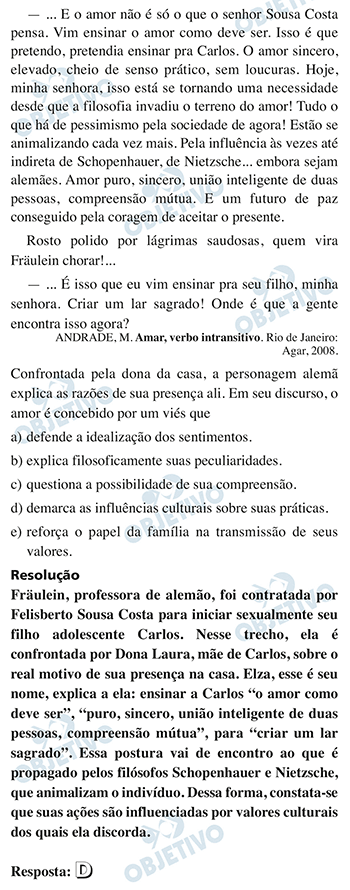 — ... E o amor não é só o que o senhor Sousa Costa
pensa. Vim ensinar o amor como deve ser. Isso é que
pretendo, pretendia ensinar pra Carlos. O amor sincero,
elevado, cheio de senso prático, sem loucuras. Hoje,
minha senhora, isso está se tornando uma necessidade
desde que a filosofia invadiu o terreno do amor! Tudo o
que há de pessimismo pela sociedade de agora! Estão se
animalizando cada vez mais. Pela influência às vezes até
indireta de Schopenhauer, de Nietzsche... embora sejam
alemães. Amor puro, sincero, união inteligente de duas
pessoas, compreensão mútua. E um futuro de paz
conseguido pela coragem de aceitar o presente.
Rosto polido por lágrimas saudosas, quem vira
Fräulein chorar!...
— ... É isso que eu vim ensinar pra seu filho, minha
senhora. Criar um lar sagrado! Onde é que a gente
encontra isso agora?
ANDRADE, M. Amar, verbo intransitivo. Rio de Janeiro:
Agar, 2008.
Confrontada pela dona da casa, a personagem alemã
explica as razões de sua presença ali. Em seu discurso, o
amor é concebido por um viés que
a) defende a idealização dos sentimentos.
b) explica filosoficamente suas peculiaridades.
c) questiona a possibilidade de sua compreensão.
d) demarca as influências culturais sobre suas práticas.
e) reforça o papel da família na transmissão de seus
valores.
Resolução
Fräulein, professora de alemão, foi contratada por
Felisberto Sousa Costa para iniciar sexualmente seu
filho adolescente Carlos. Nesse trecho, ela é
confrontada por Dona Laura, mãe de Carlos, sobre o
real motivo de sua presença na casa. Elza, esse é seu
nome, explica a ela: ensinar a Carlos “o amor como
deve ser”, “puro, sincero, união inteligente de duas
pessoas, compreensão mútua”, para “criar um lar
sagrado”. Essa postura vai de encontro ao que é
propagado pelos filósofos Schopenhauer e Nietzsche,
que animalizam o indivíduo. Dessa forma, constata-se
que suas ações são influenciadas por valores culturais
dos quais ela discorda.
Resposta: D
OBJETIVO